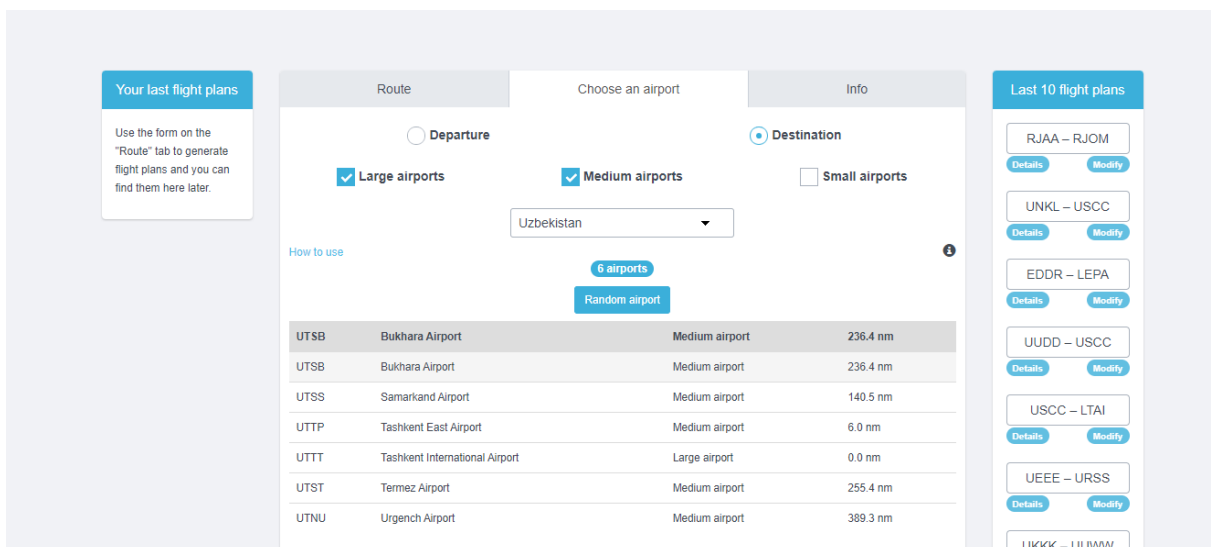 Your last flight plans
Use the form on the
"Route" tab to generate
flight plans and you can
find them here later.
Route
Choose an airport
Info
Departure
Destination
Large airports
Medium airports
Small airports
Uzbekistan
How to use
6 airports
Random airport
UTSB Bukhara Airport Medium airport 236.4 nm
UTSB Bukhara Airport Medium airport 236.4 nm
UTSS Samarkand Airport Medium airport 140.5 nm
UTTP Tashkent East Airport Medium airport 6.0 nm
UTTT Tashkent International Airport Large airport 0.0 nm
UTST Termez Airport Medium airport 255.4 nm
UTNU Urgench Airport Medium airport 389.3 nm
Last 10 flight plans
RJAA – RJOM
Details Modify
UNKL – USCC
Details Modify
EDDR – LEPA
Details Modify
UUDD – USCC
Details Modify
USCC – LTAI
Details Modify
UEEE – URSS
Details Modify
UKKK – UUWW